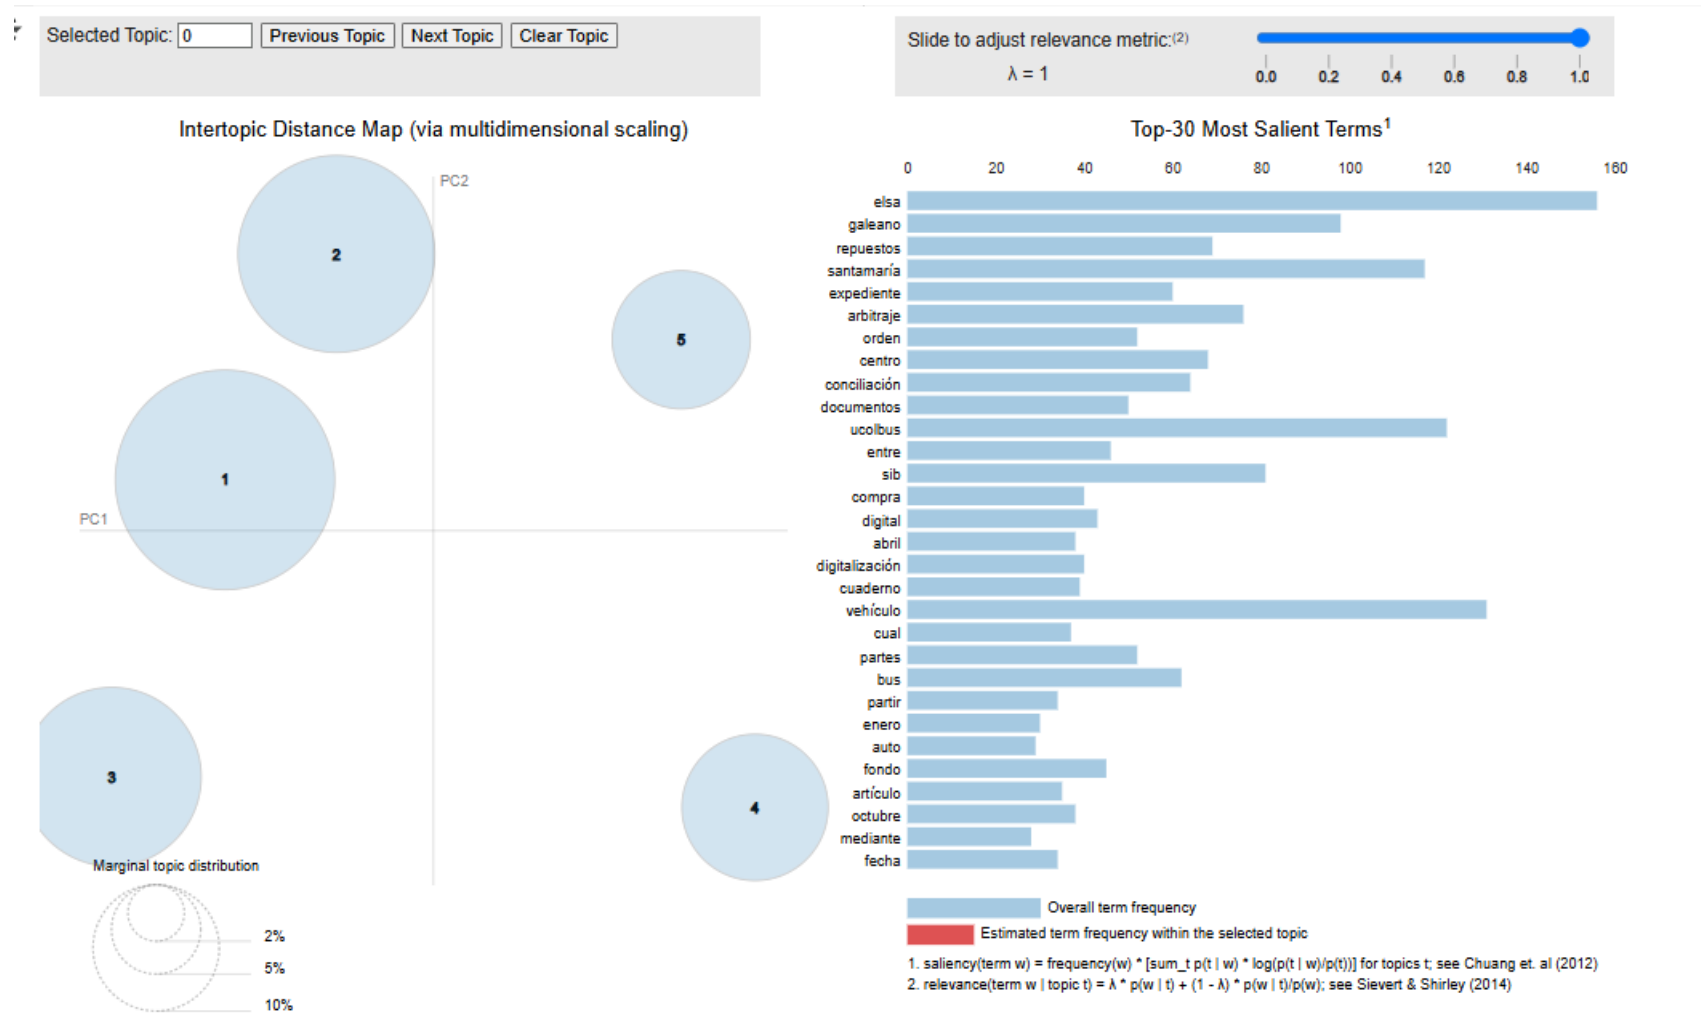 Selected Topic: 0 Previous Topic Next Topic Clear Topic
Slide to adjust relevance metric:(2)
λ = 1
0.0 0.2 0.4 0.6 0.8 1.0
Intertopic Distance Map (via multidimensional scaling)
PC2
PC1
2
5
1
3
4
Marginal topic distribution
2%
5%
10%
Top-30 Most Salient Terms1
0 20 40 60 80 100 120 140 160
elsa
galeano
repuestos
santamaría
expediente
arbitraje
orden
centro
conciliación
documentos
ucolbus
entre
sib
compra
digital
abril
digitalización
cuaderno
vehículo
cual
partes
bus
partir
enero
auto
fondo
artículo
octubre
mediante
fecha
Overall term frequency
Estimated term frequency within the selected topic
1. saliency(term w) = frequency(w) * [sum_t p(t | w) * log(p(t | w)/p(t))] for topics t; see Chuang et. al (2012)
2. relevance(term w | topic t) = λ * p(w | t) + (1 - λ) * p(w | t)/p(w); see Sievert & Shirley (2014)